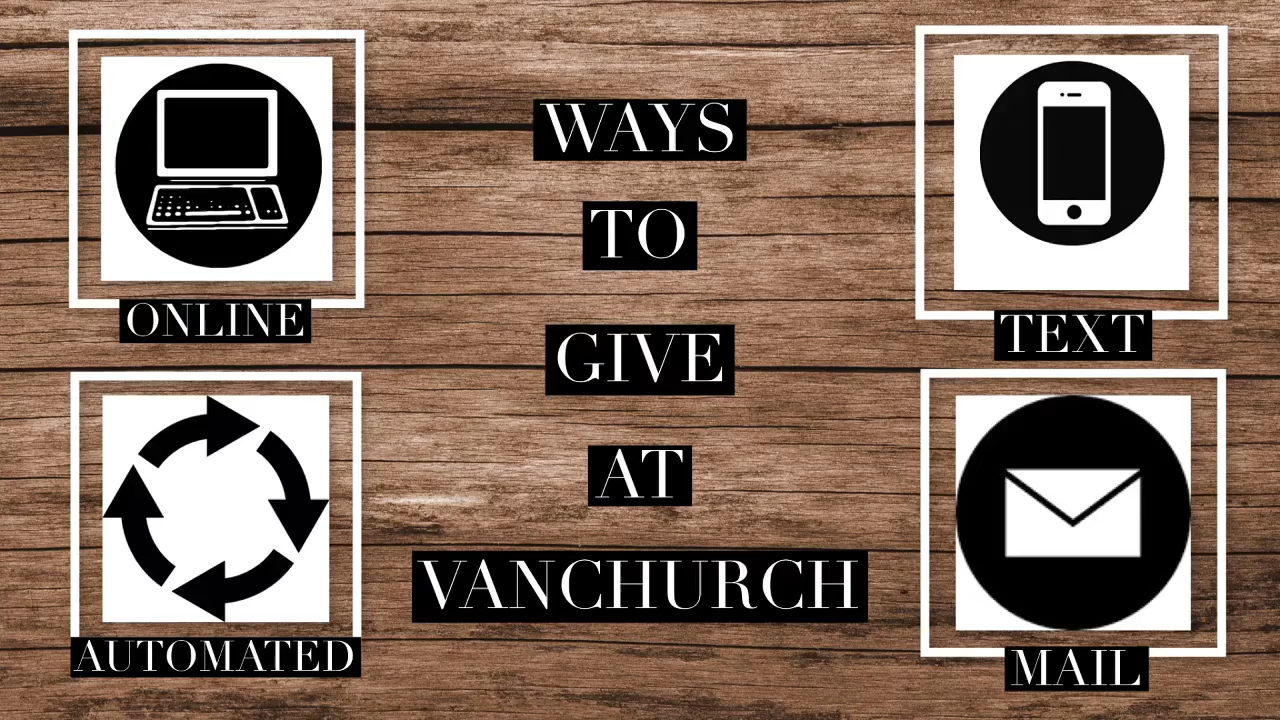 WAYS
TO
GIVE
AT
VANCHURCH
ONLINE
TEXT
AUTOMATED
MAIL